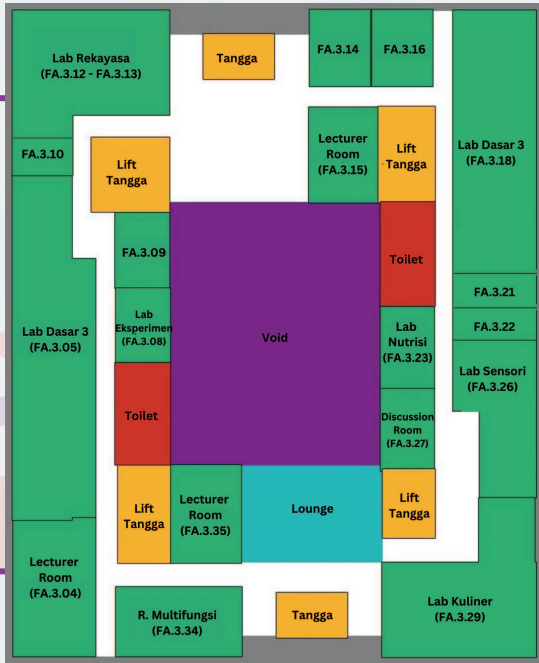 Lab Rekayasa
(FA.3.12 - FA.3.13)
Tangga
FA.3.14
FA.3.16
FA.3.10
Lift
Tangga
Lecturer
Room
(FA.3.15)
Lift
Tangga
Lab Dasar 3
(FA.3.18)
FA.3.09
Toilet
Lab Dasar 3
(FA.3.05)
Lab
Eksperimen
(FA.3.08)
Void
Lab
Nutrisi
(FA.3.23)
FA.3.21
FA.3.22
Lab Sensori
(FA.3.26)
Toilet
Discussion
Room
(FA.3.27)
Lift
Tangga
Lecturer
Room
(FA.3.35)
Lounge
Lift
Tangga
Lecturer
Room
(FA.3.04)
R. Multifungsi
(FA.3.34)
Tangga
Lab Kuliner
(FA.3.29)